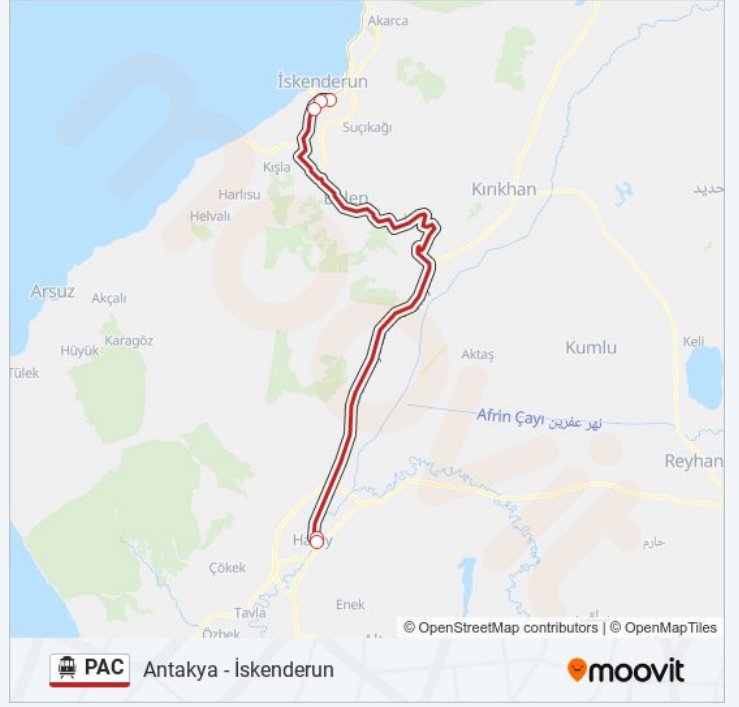 Akarca
İskenderun
Suçıkağı
Kışla
Kırıkhan
حديد
Harlısu
Helvalı
Arsuz
Akçalı
Karagöz
Hüyük
Aktaş
Kumlu
Keli
Afrin Çayı نهر عفرين
Reyhan
حارم
Çökek
Tavla
Enek
Özbek
© OpenStreetMap contributors | © OpenMapTiles
PAC Antakya - İskenderun
moovit